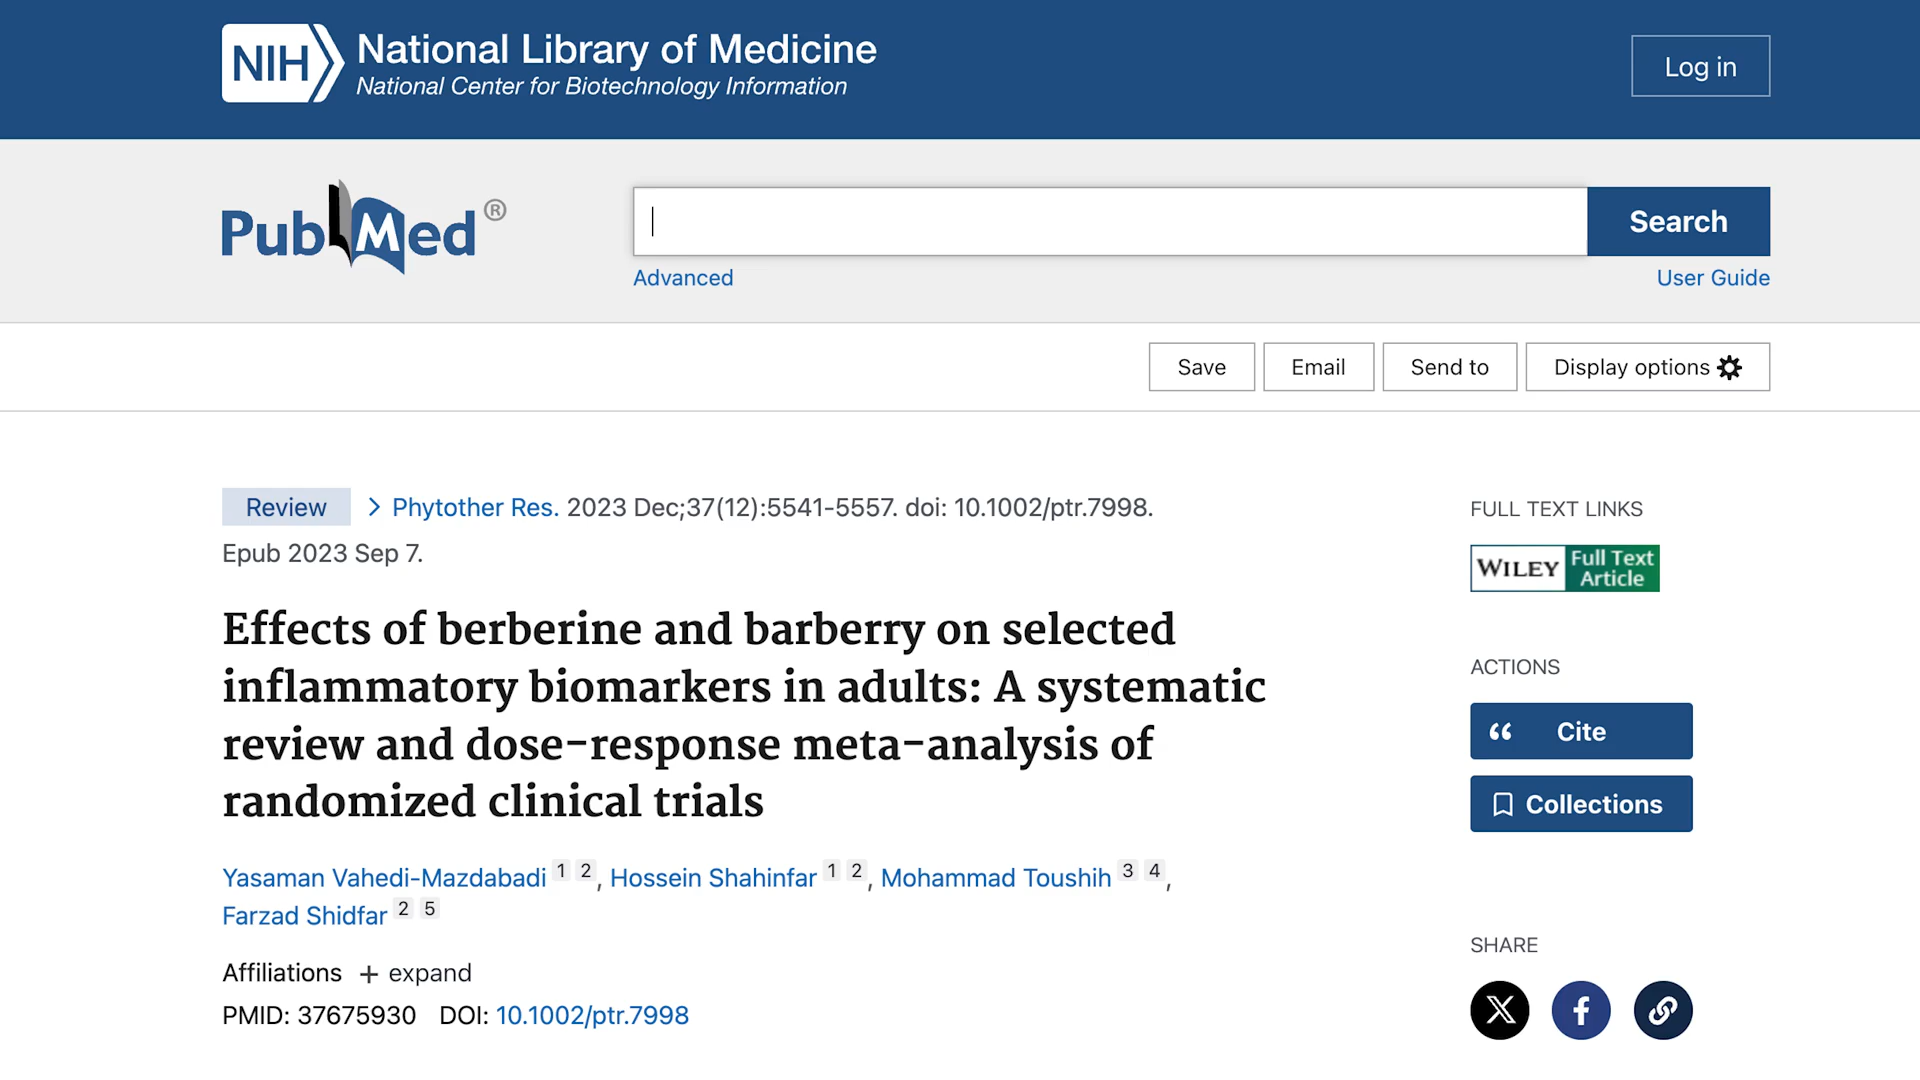 NIH National Library of Medicine
National Center for Biotechnology Information
Log in
PubMed®
Search
Advanced
User Guide
Save
Email
Send to
Display options
Review
Phytother Res. 2023 Dec;37(12):5541-5557. doi: 10.1002/ptr.7998.
Epub 2023 Sep 7.
Effects of berberine and barberry on selected
inflammatory biomarkers in adults: A systematic
review and dose-response meta-analysis of
randomized clinical trials
Yasaman Vahedi-Mazdabadi 1 2, Hossein Shahinfar 1 2, Mohammad Toushih 3 4,
Farzad Shidfar 2 5
Affiliations + expand
PMID: 37675930 DOI: 10.1002/ptr.7998
FULL TEXT LINKS
WILEY Full Text
Article
ACTIONS
Cite
Collections
SHARE